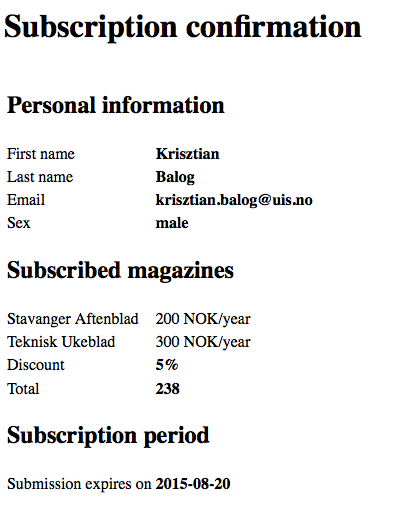 Subscription confirmation
Personal information
First name Krisztian
Last name Balog
Email krisztian.balog@uis.no
Sex male
Subscribed magazines
Stavanger Aftenblad 200 NOK/year
Teknisk Ukeblad 300 NOK/year
Discount 5%
Total 238
Subscription period
Submission expires on 2015-08-20